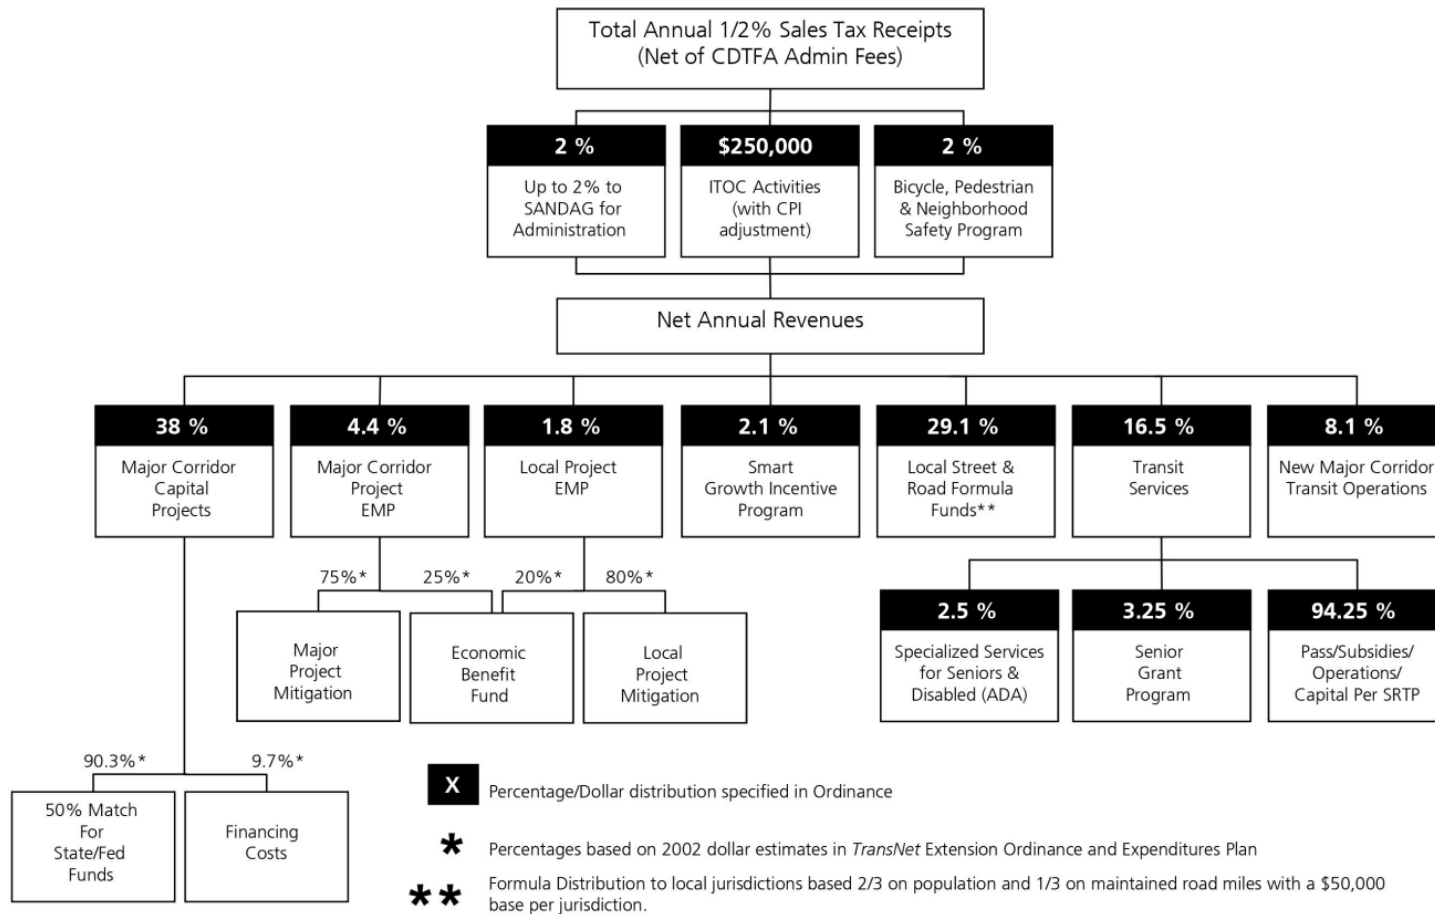 Total Annual 1/2% Sales Tax Receipts
(Net of CDTFA Admin Fees)
2 %
Up to 2% to
SANDAG for
Administration
$250,000
ITOC Activities
(with CPI
adjustment)
2 %
Bicycle, Pedestrian
& Neighborhood
Safety Program
Net Annual Revenues
38 %
Major Corridor
Capital
Projects
4.4 %
Major Corridor
Project
EMP
1.8 %
Local Project
EMP
2.1 %
Smart
Growth Incentive
Program
29.1 %
Local Street &
Road Formula
Funds**
16.5 %
Transit
Services
8.1 %
New Major Corridor
Transit Operations
75%*
25%*
20%*
80%*
Major
Project
Mitigation
Economic
Benefit
Fund
Local
Project
Mitigation
2.5 %
Specialized Services
for Seniors &
Disabled (ADA)
3.25 %
Senior
Grant
Program
94.25 %
Pass/Subsidies/
Operations/
Capital Per SRTP
90.3%*
9.7%*
50% Match
For
State/Fed
Funds
Financing
Costs
X Percentage/Dollar distribution specified in Ordinance
* Percentages based on 2002 dollar estimates in TransNet Extension Ordinance and Expenditures Plan
** Formula Distribution to local jurisdictions based 2/3 on population and 1/3 on maintained road miles with a $50,000
base per jurisdiction.